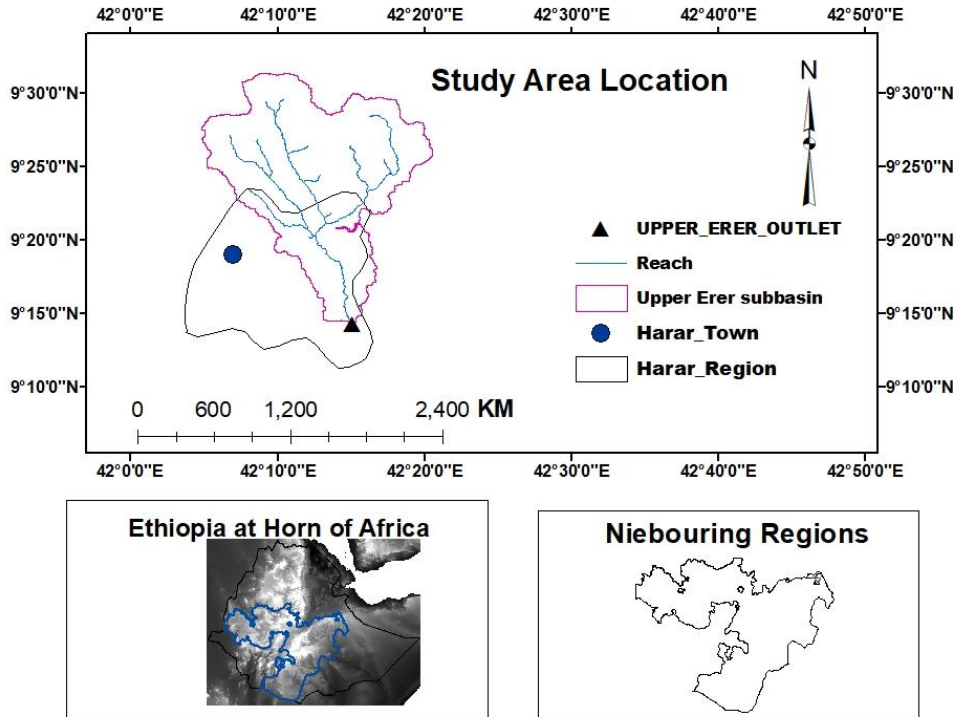 42°0'0"E 42°10'0"E 42°20'0"E 42°30'0"E 42°40'0"E 42°50'0"E
Study Area Location
N
9°30'0"N 9°30'0"N
9°25'0"N 9°25'0"N
9°20'0"N 9°20'0"N
9°15'0"N 9°15'0"N
9°10'0"N 9°10'0"N
UPPER_ERER_OUTLET
Reach
Upper Erer subbasin
Harar_Town
Harar_Region
0 600 1,200 2,400 KM
42°0'0"E 42°10'0"E 42°20'0"E 42°30'0"E 42°40'0"E 42°50'0"E
Ethiopia at Horn of Africa
Niebouring Regions